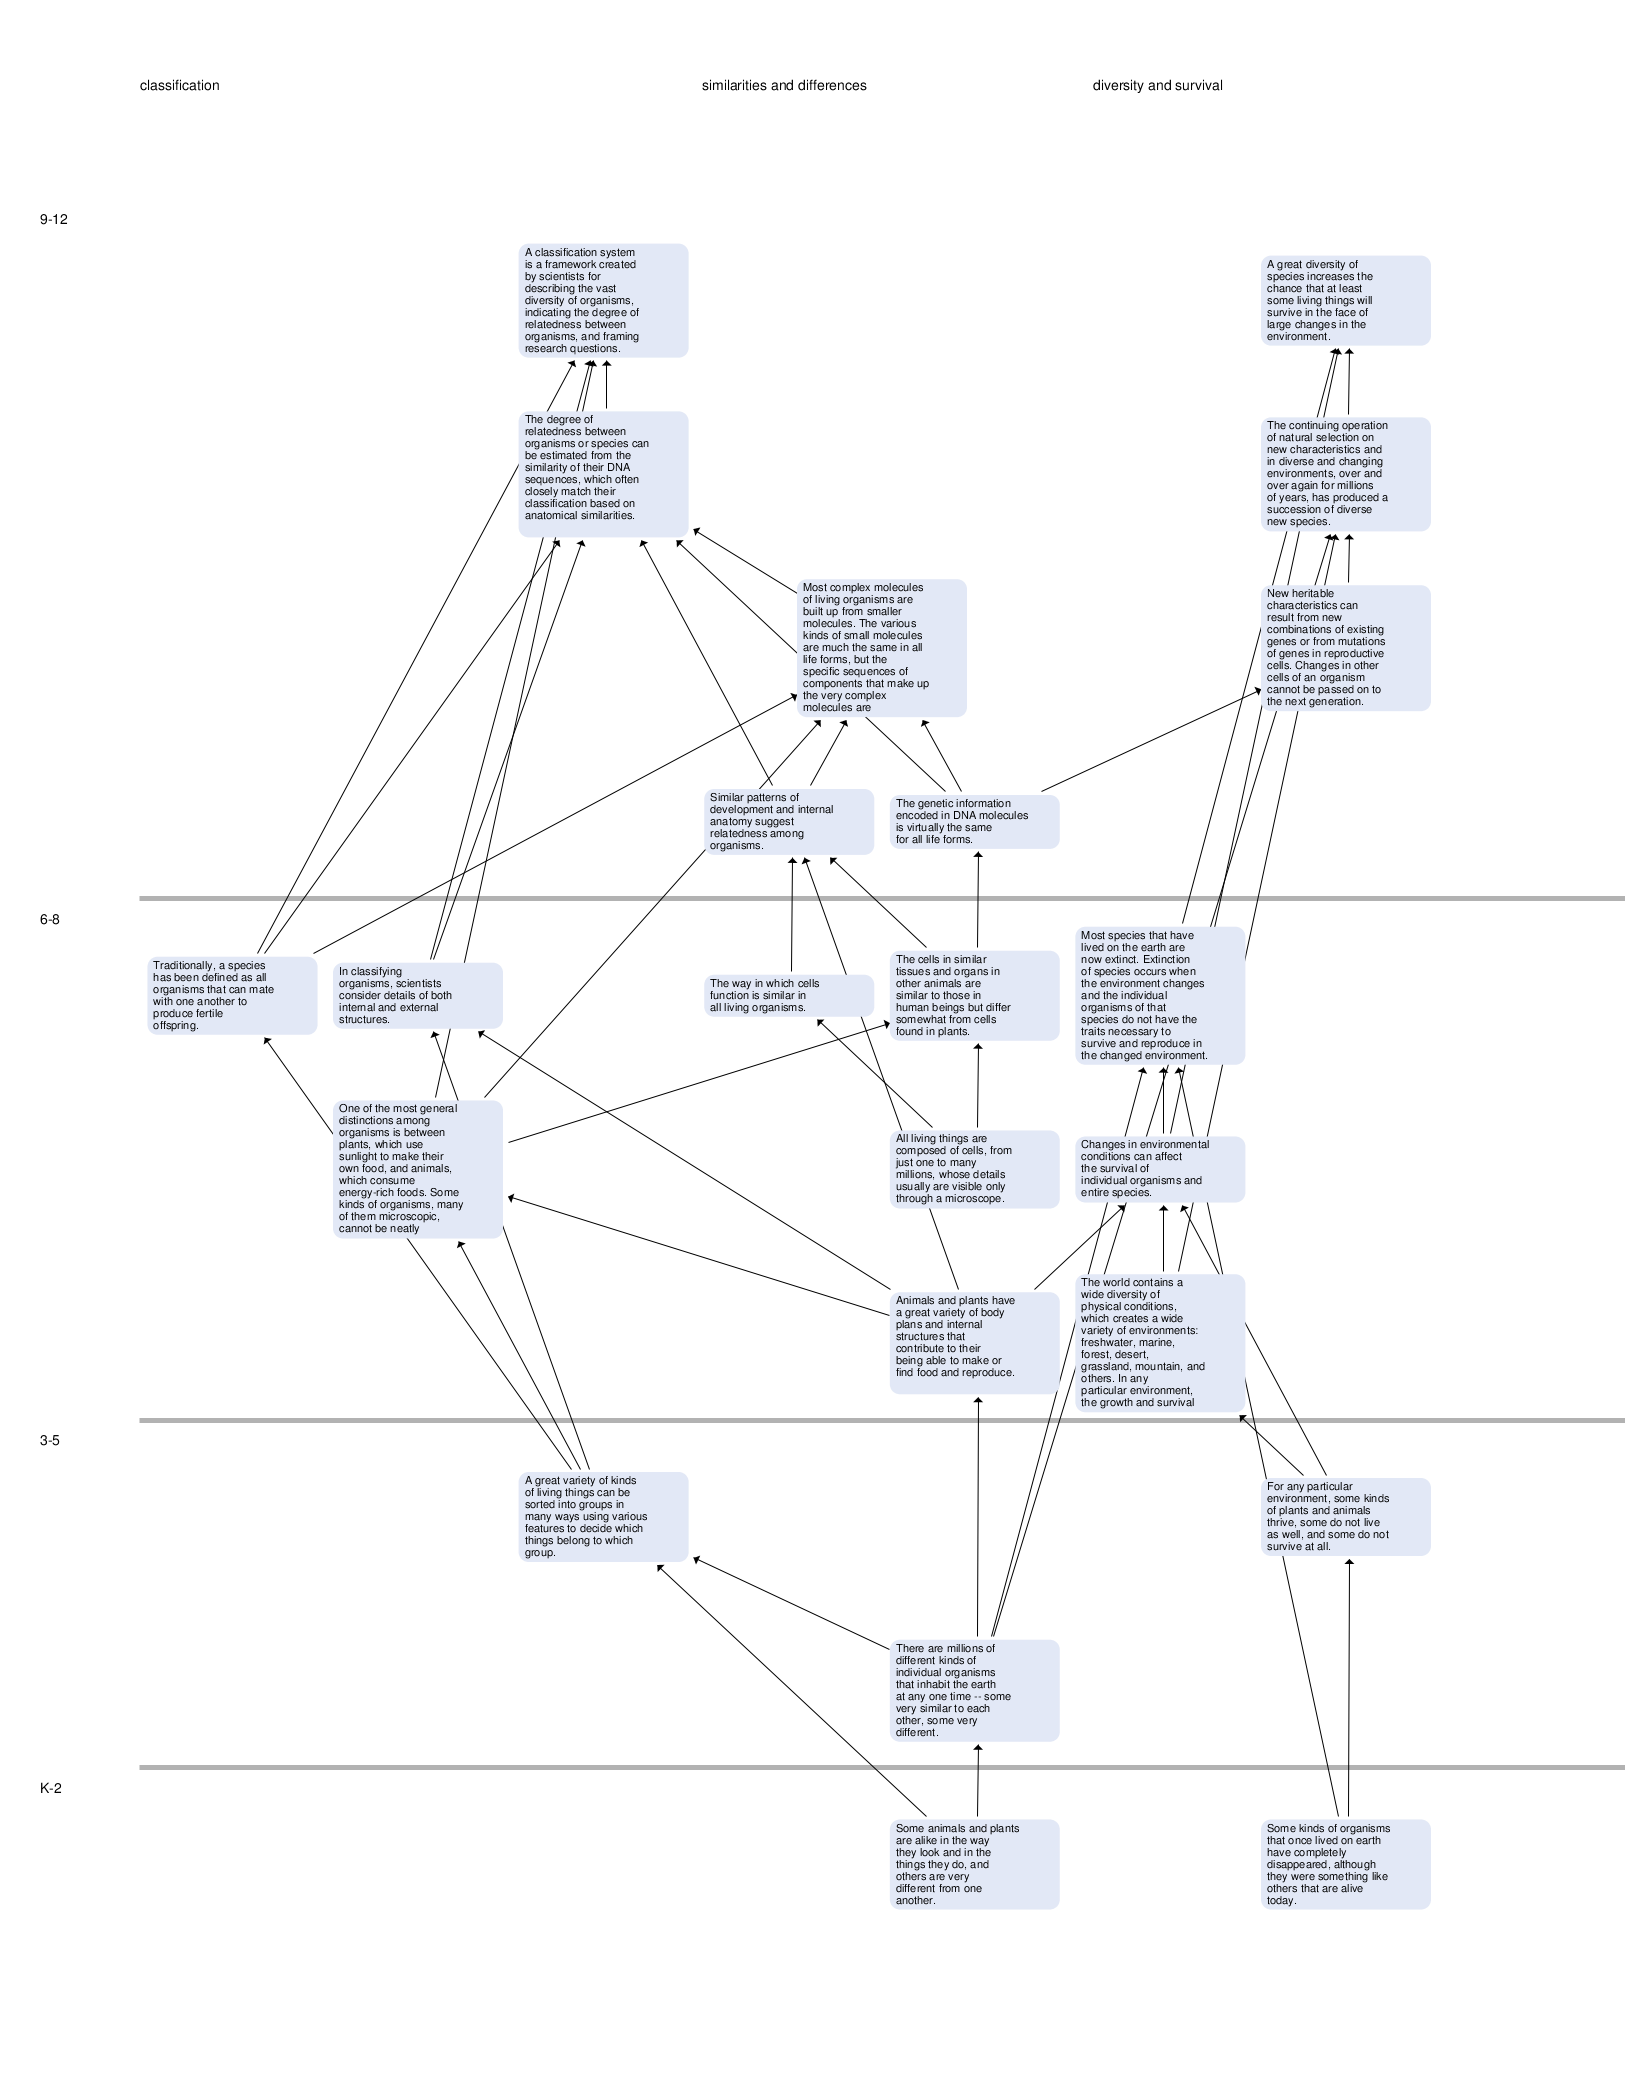 classification
similarities and differences
diversity and survival
9-12
A classification system
is a framework created
by scientists for
describing the vast
diversity of organisms,
indicating the degree of
relatedness between
organisms, and framing
research questions.
A great diversity of
species increases the
chance that at least
some living things will
survive in the face of
large changes in the
environment.
The degree of
relatedness between
organisms or species can
be estimated from the
similarity of their DNA
sequences, which often
closely match their
classification based on
anatomical similarities.
The continuing operation
of natural selection on
new characteristics and
in diverse and changing
environments, over and
over again for millions
of years, has produced a
succession of diverse
new species.
Most complex molecules
of living organisms are
built up from smaller
molecules. The various
kinds of small molecules
are much the same in all
life forms, but the
specific sequences of
components that make up
the very complex
molecules are
New heritable
characteristics can
result from new
combinations of existing
genes or from mutations
of genes in reproductive
cells. Changes in other
cells of an organism
cannot be passed on to
the next generation.
Similar patterns of
development and internal
anatomy suggest
relatedness among
organisms.
The genetic information
encoded in DNA molecules
is virtually the same
for all life forms.
6-8
Traditionally, a species
has been defined as all
organisms that can mate
with one another to
produce fertile
offspring.
In classifying
organisms, scientists
consider details of both
internal and external
structures.
The way in which cells
function is similar in
all living organisms.
The cells in similar
tissues and organs in
other animals are
similar to those in
human beings but differ
somewhat from cells
found in plants.
Most species that have
lived on the earth are
now extinct. Extinction
of species occurs when
the environment changes
and the individual
organisms of that
species do not have the
traits necessary to
survive and reproduce in
the changed environment.
One of the most general
distinctions among
organisms is between
plants, which use
sunlight to make their
own food, and animals,
which consume
energy-rich foods. Some
kinds of organisms, many
of them microscopic,
cannot be neatly
All living things are
composed of cells, from
just one to many
millions, whose details
usually are visible only
through a microscope.
Changes in environmental
conditions can affect
the survival of
individual organisms and
entire species.
Animals and plants have
a great variety of body
plans and internal
structures that
contribute to their
being able to make or
find food and reproduce.
The world contains a
wide diversity of
physical conditions,
which creates a wide
variety of environments:
freshwater, marine,
forest, desert,
grassland, mountain, and
others. In any
particular environment,
the growth and survival
3-5
A great variety of kinds
of living things can be
sorted into groups in
many ways using various
features to decide which
things belong to which
group.
For any particular
environment, some kinds
of plants and animals
thrive, some do not live
as well, and some do not
survive at all.
There are millions of
different kinds of
individual organisms
that inhabit the earth
at any one time -- some
very similar to each
other, some very
different.
K-2
Some animals and plants
are alike in the way
they look and in the
things they do, and
others are very
different from one
another.
Some kinds of organisms
that once lived on earth
have completely
disappeared, although
they were something like
others that are alive
today.